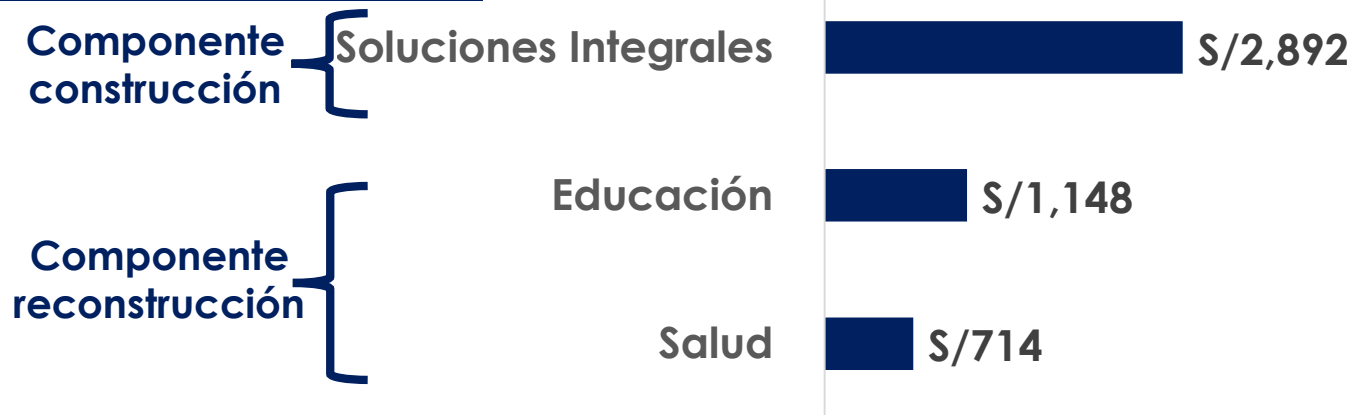 Componente
construcción
Soluciones Integrales
S/2,892
Educación
S/1,148
Componente
reconstrucción
Salud
S/714